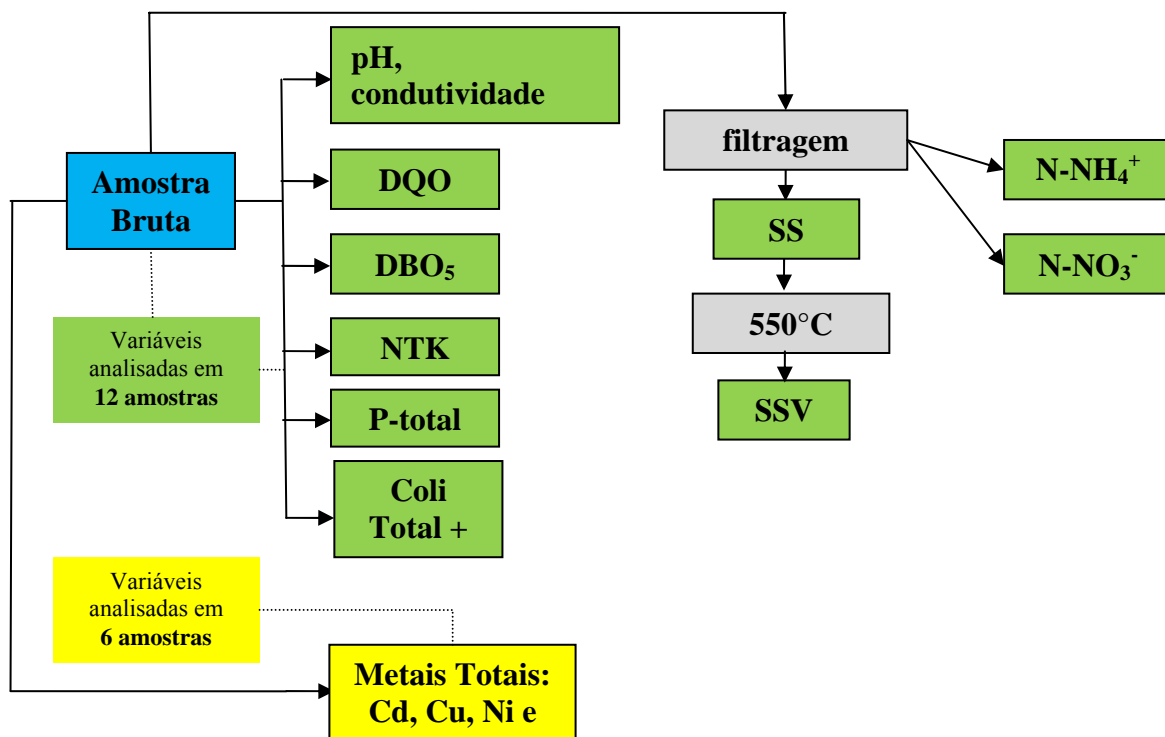 pH,
condutividade
filtragem
Amostra
Bruta
DQO
N-NH₄⁺
SS
DBO₅
N-NO₃⁻
550°C
Variáveis
analisadas em
12 amostras
NTK
SSV
P-total
Coli
Total +
Variáveis
analisadas em
6 amostras
Metais Totais:
Cd, Cu, Ni e